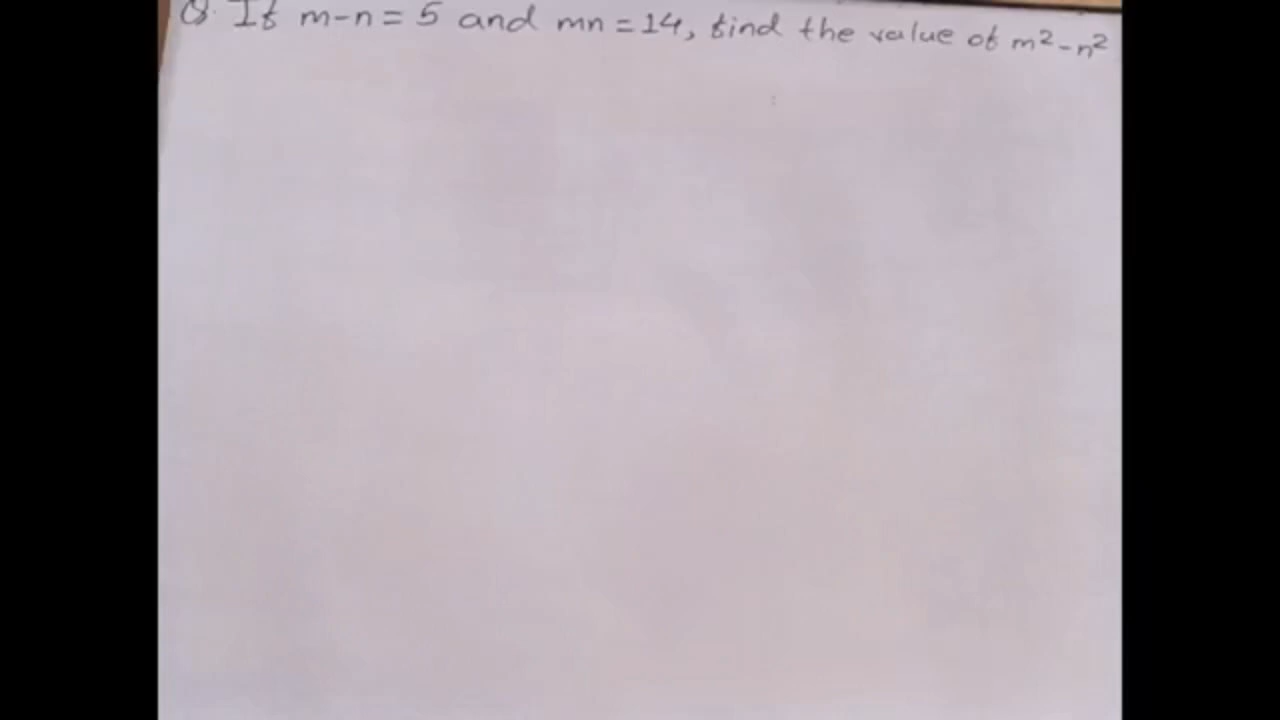 Q. If m-n = 5 and mn = 14, find the value of m²-n²